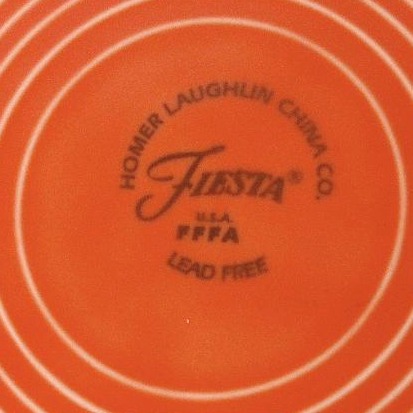 HOMER LAUGHLIN CHINA CO.
FIESTA®
U.S.A.
FFFA
LEAD FREE